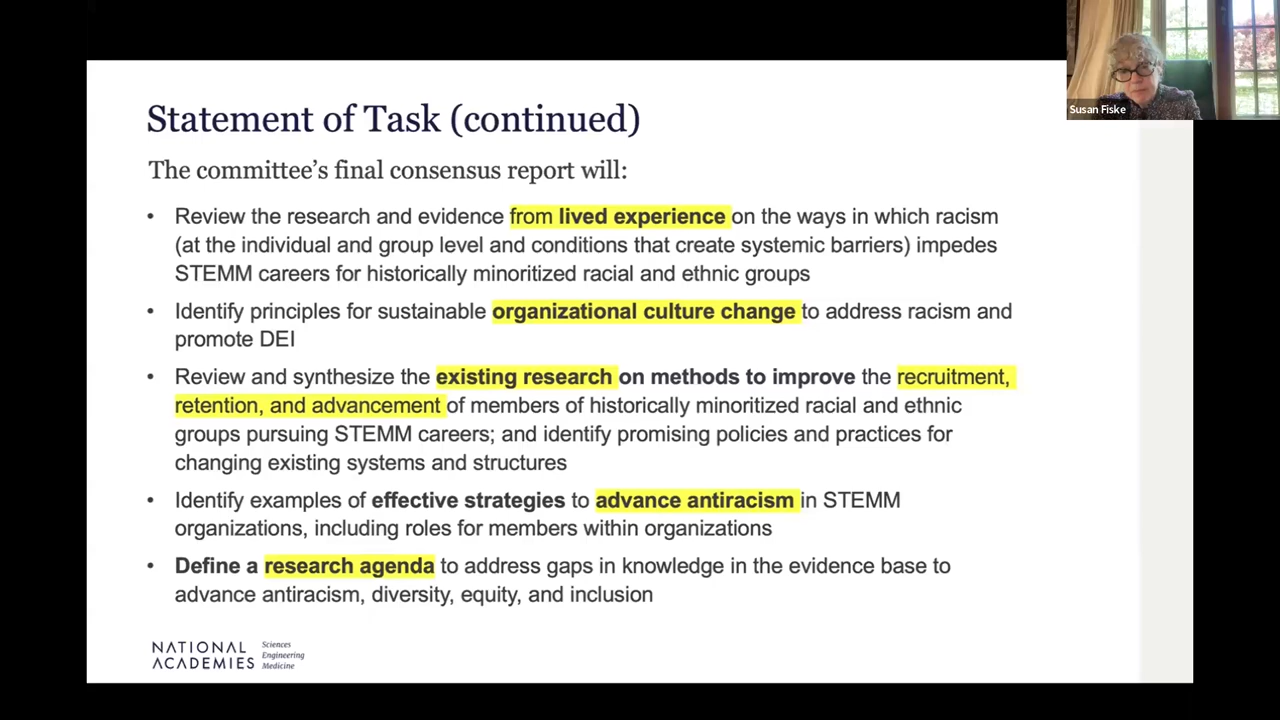 Susan Fiske
Statement of Task (continued)
The committee’s final consensus report will:
• Review the research and evidence from lived experience on the ways in which racism
(at the individual and group level and conditions that create systemic barriers) impedes
STEMM careers for historically minoritized racial and ethnic groups
• Identify principles for sustainable organizational culture change to address racism and
promote DEI
• Review and synthesize the existing research on methods to improve the recruitment,
retention, and advancement of members of historically minoritized racial and ethnic
groups pursuing STEMM careers; and identify promising policies and practices for
changing existing systems and structures
• Identify examples of effective strategies to advance antiracism in STEMM
organizations, including roles for members within organizations
• Define a research agenda to address gaps in knowledge in the evidence base to
advance antiracism, diversity, equity, and inclusion
NATIONAL
ACADEMIES
Sciences
Engineering
Medicine